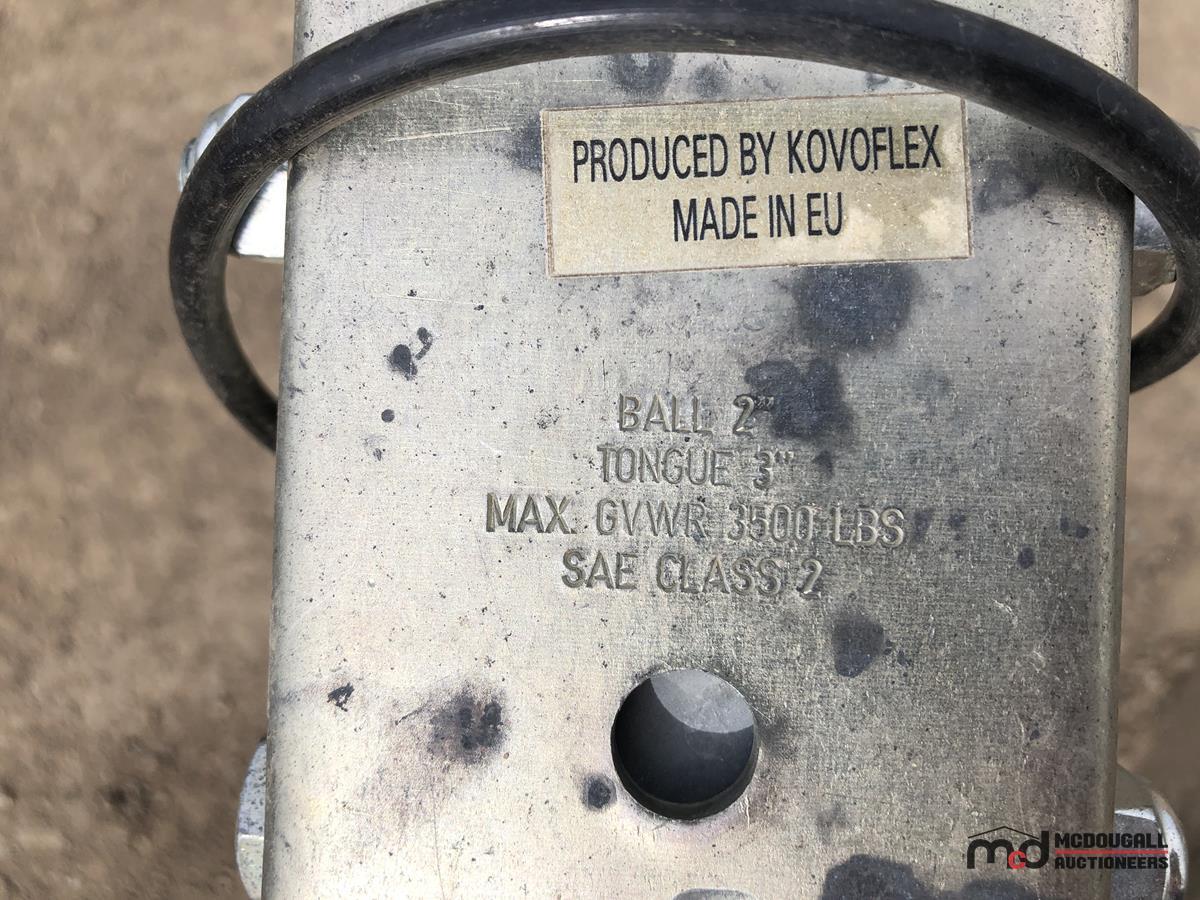 PRODUCED BY KOVOFLEX
MADE IN EU
BALL 2"
TONGUE 3"
MAX. GVWR 3500 LBS
SAE CLASS 2
mcd MCDOUGALL
AUCTIONEERS